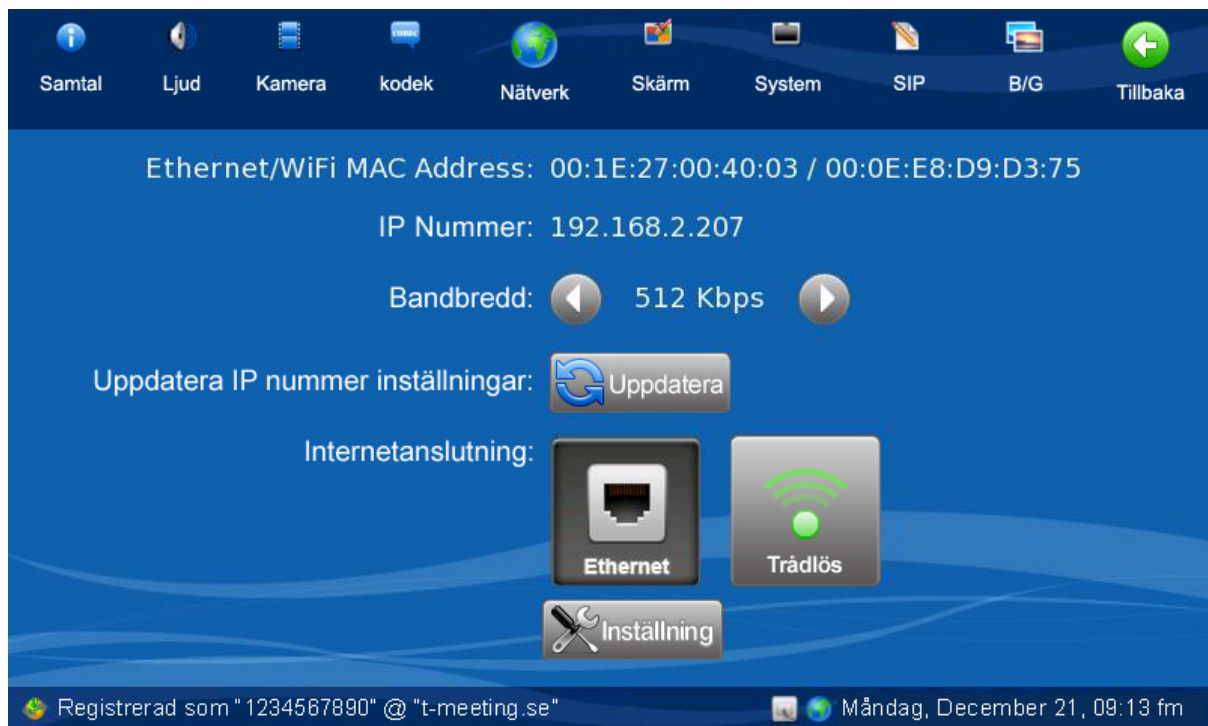 Samtal Ljud Kamera kodek Nätverk Skärm System SIP B/G Tillbaka
Ethernet/WiFi MAC Address: 00:1E:27:00:40:03 / 00:0E:E8:D9:D3:75
IP Nummer: 192.168.2.207
Bandbredd: 512 Kbps
Uppdatera IP nummer inställningar: Uppdatera
Internetanslutning:
Ethernet Trådlös
Inställning
Registrerad som "1234567890" @ "t-meeting.se" Måndag, December 21, 09:13 fm